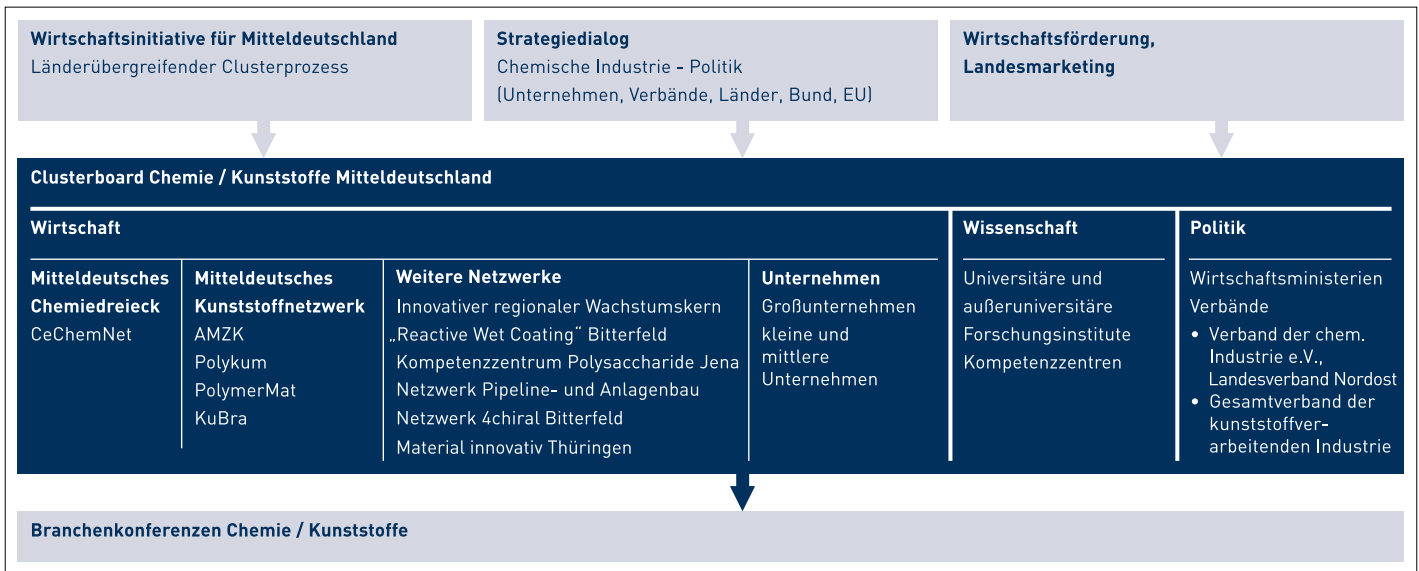 Wirtschaftsinitiative für Mitteldeutschland
Länderübergreifender Clusterprozess
Strategiedialog
Chemische Industrie - Politik
(Unternehmen, Verbände, Länder, Bund, EU)
Wirtschaftsförderung,
Landesmarketing
Clusterboard Chemie / Kunststoffe Mitteldeutschland
Wirtschaft
Mitteldeutsches
Chemiedreieck
CeChemNet
Mitteldeutsches
Kunststoffnetzwerk
AMZK
Polykum
PolymerMat
KuBra
Weitere Netzwerke
Innovativer regionaler Wachstumskern
„Reactive Wet Coating“ Bitterfeld
Kompetenzzentrum Polysaccharide Jena
Netzwerk Pipeline- und Anlagenbau
Netzwerk 4chiral Bitterfeld
Material innovativ Thüringen
Unternehmen
Großunternehmen
kleine und
mittlere
Unternehmen
Wissenschaft
Universitäre und
außeruniversitäre
Forschungsinstitute
Kompetenzzentren
Politik
Wirtschaftsministerien
Verbände
• Verband der chem.
Industrie e.V.,
Landesverband Nordost
• Gesamtverband der
kunststoffver-
arbeitenden Industrie
Branchenkonferenzen Chemie / Kunststoffe